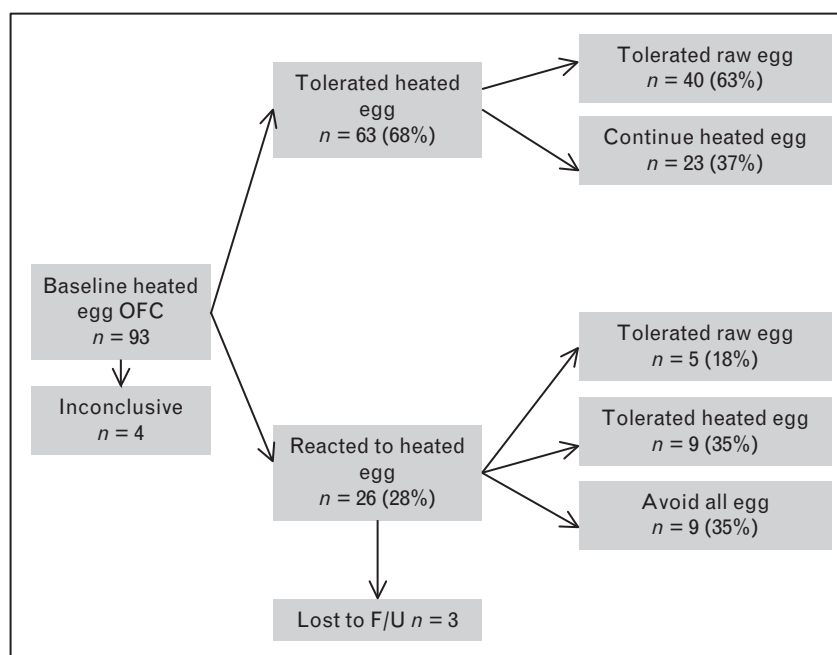 Baseline heated
egg OFC
n = 93
Inconclusive
n = 4
Tolerated heated
egg
n = 63 (68%)
Tolerated raw egg
n = 40 (63%)
Continue heated egg
n = 23 (37%)
Reacted to heated
egg
n = 26 (28%)
Lost to F/U n = 3
Tolerated raw egg
n = 5 (18%)
Tolerated heated egg
n = 9 (35%)
Avoid all egg
n = 9 (35%)